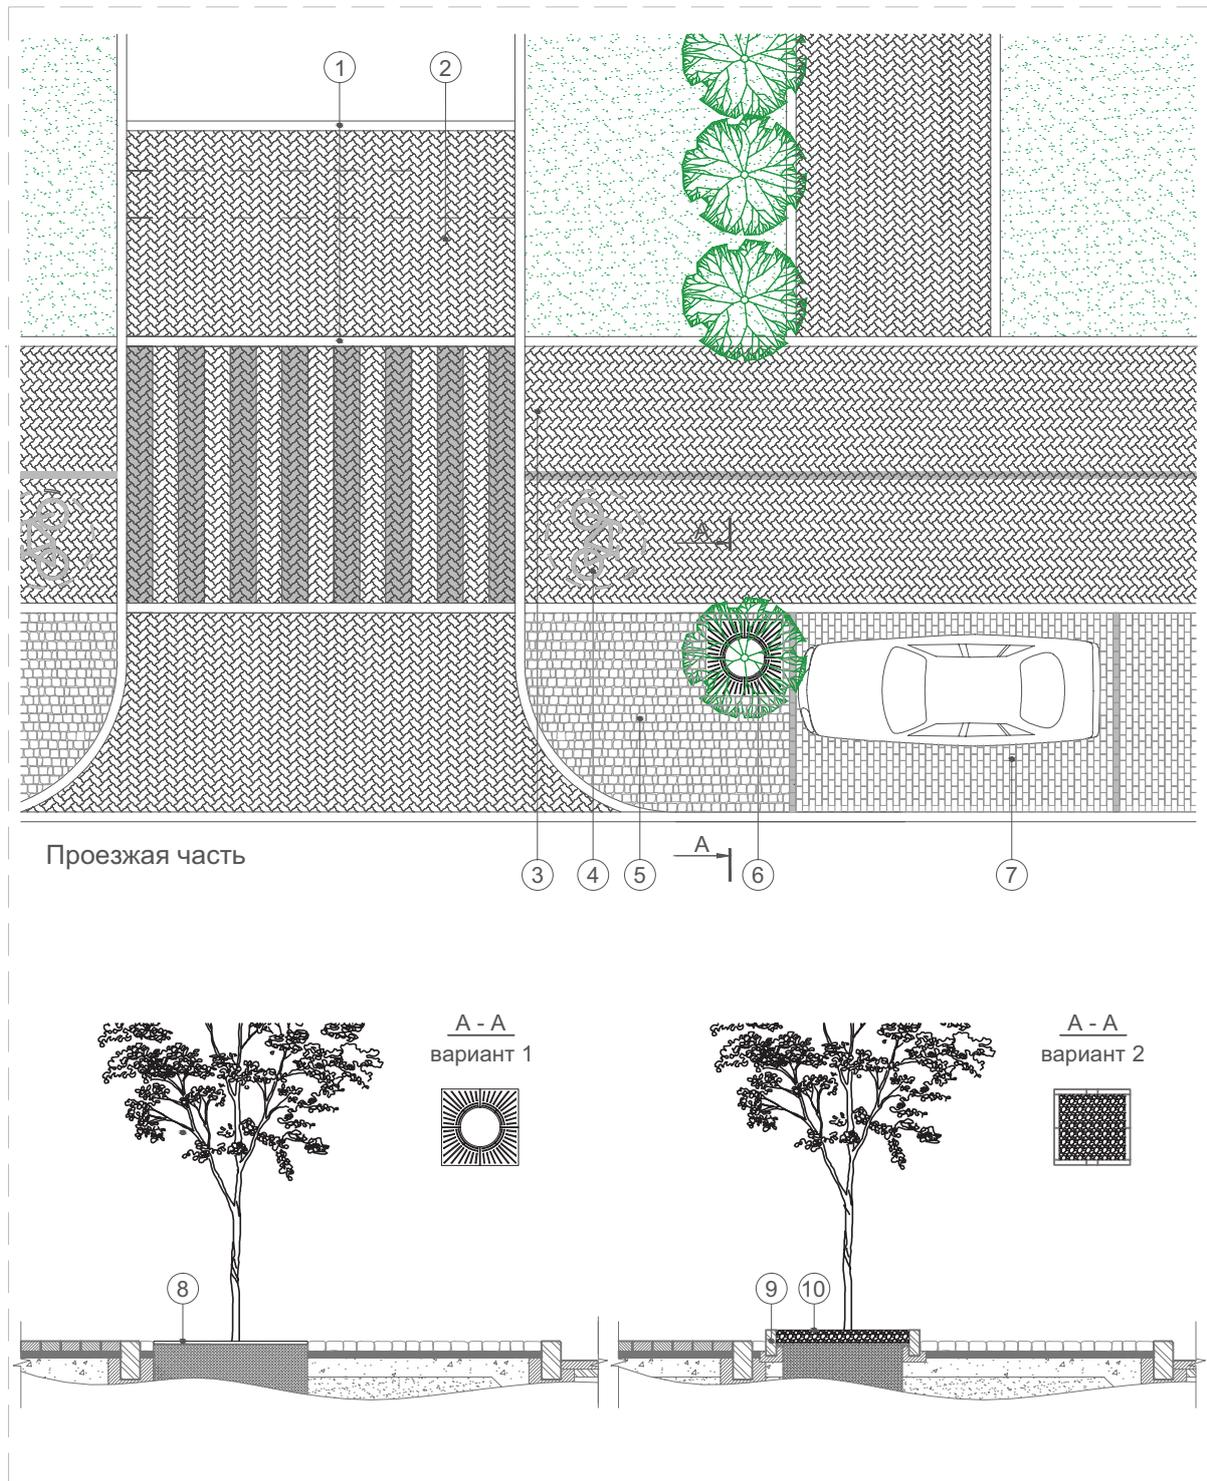 1 2
А
Проезжая часть
А
3 4 5 6 7
А - А
вариант 1
А - А
вариант 2
8
9 10